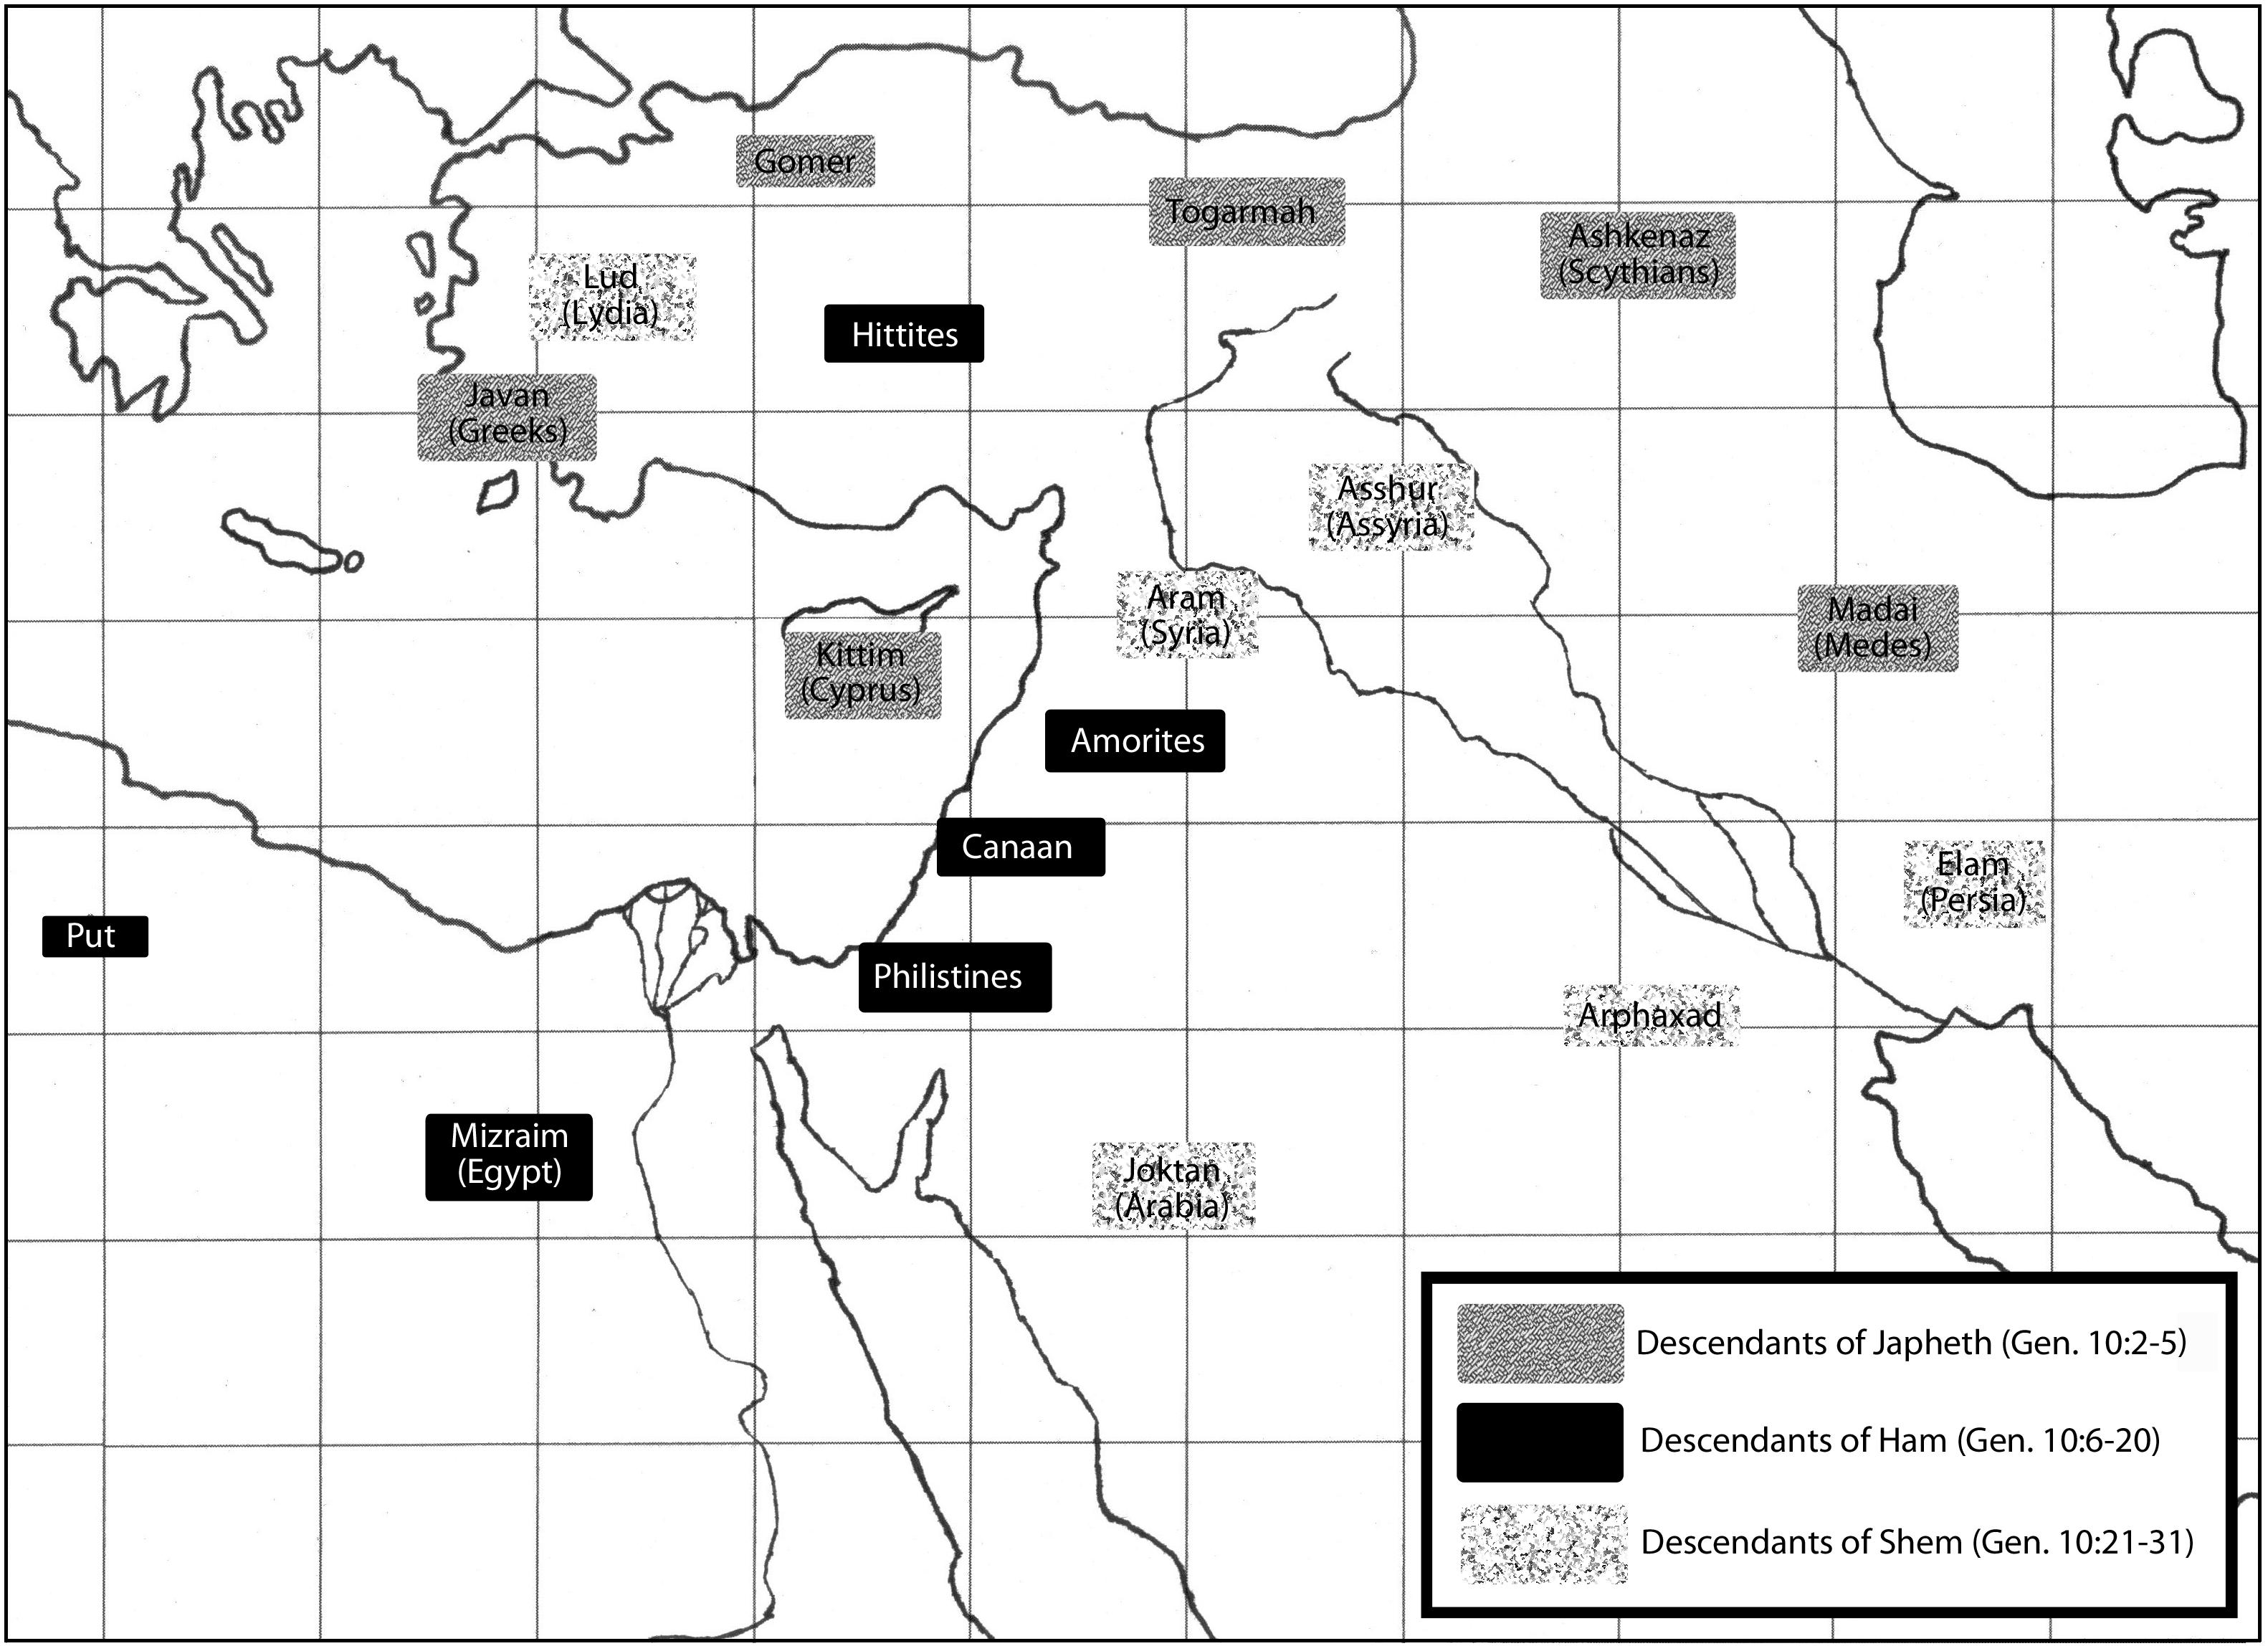 Gomer
Togarmah
Ashkenaz
(Scythians)
Lud
(Lydia)
Hittites
Javan
(Greeks)
Asshur
(Assyria)
Aram
(Syria)
Madai
(Medes)
Kittim
(Cyprus)
Amorites
Canaan
Elam
(Persia)
Put
Philistines
Arphaxad
Mizraim
(Egypt)
Joktan
(Arabia)
Descendants of Japheth (Gen. 10:2-5)
Descendants of Ham (Gen. 10:6-20)
Descendants of Shem (Gen. 10:21-31)